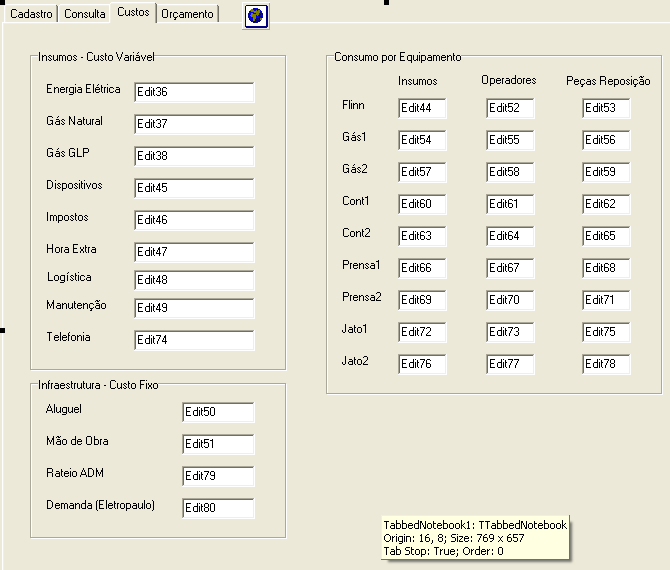 Cadastro Consulta Custos Orçamento
Insumos - Custo Variável
Energia Elétrica Edit36
Gás Natural Edit37
Gás GLP Edit38
Dispositivos Edit45
Impostos Edit46
Hora Extra Edit47
Logística Edit48
Manutenção Edit49
Telefonia Edit74
Infraestrutura - Custo Fixo
Aluguel Edit50
Mão de Obra Edit51
Rateio ADM Edit79
Demanda (Eletropaulo) Edit80
Consumo por Equipamento
Insumos Operadores Peças Reposição
Flinn Edit44 Edit52 Edit53
Gás1 Edit54 Edit55 Edit56
Gás2 Edit57 Edit58 Edit59
Cont1 Edit60 Edit61 Edit62
Cont2 Edit63 Edit64 Edit65
Prensa1 Edit66 Edit67 Edit68
Prensa2 Edit69 Edit70 Edit71
Jato1 Edit72 Edit73 Edit75
Jato2 Edit76 Edit77 Edit78
TabbedNotebook1: TTabbedNotebook
Origin: 16, 8; Size: 769 x 657
Tab Stop: True; Order: 0